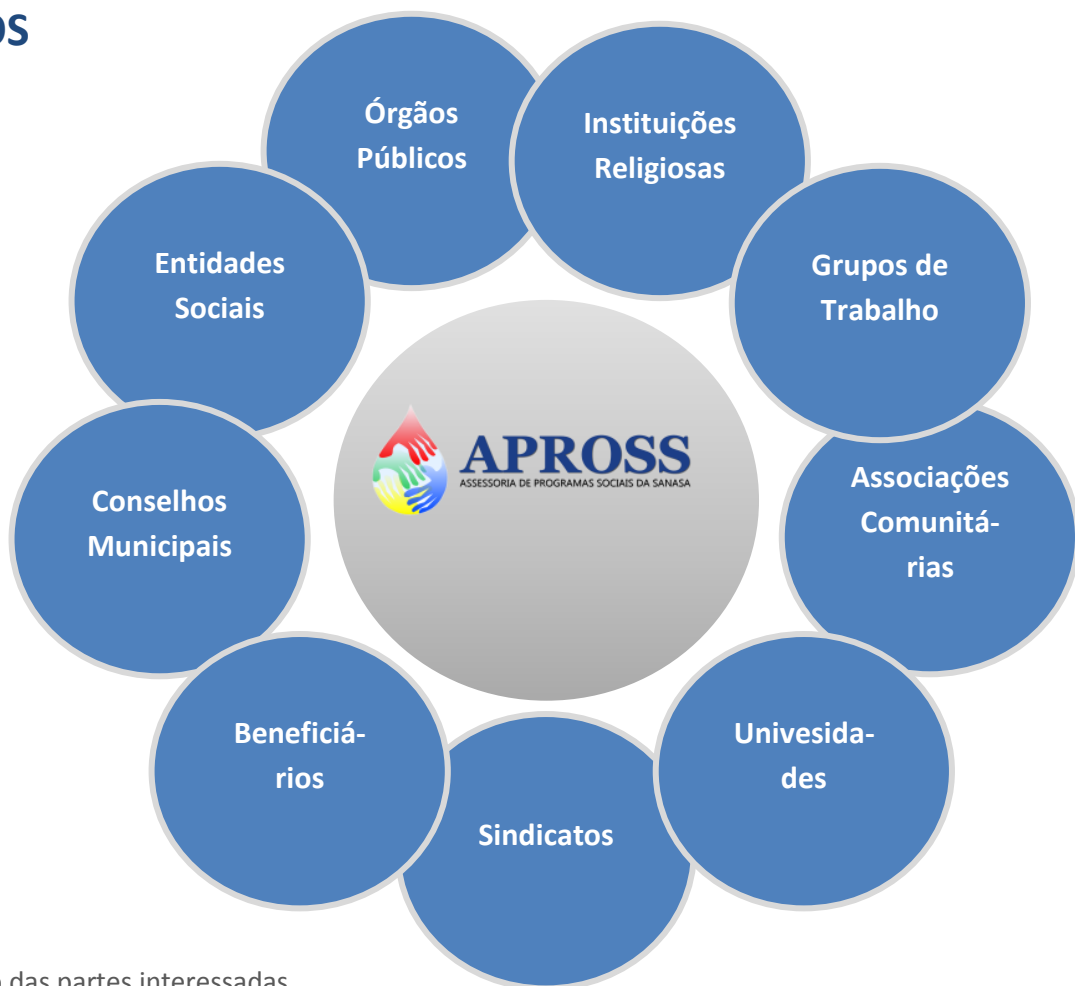 OS
Órgãos
Públicos
Instituições
Religiosas
Entidades
Sociais
Grupos de
Trabalho
APROSS
ASSESSORIA DE PROGRAMAS SOCIAIS DA SANASA
Conselhos
Municipais
Associações
Comunitá-
rias
Beneficiá-
rios
Univesida-
des
Sindicatos
das partes interessadas